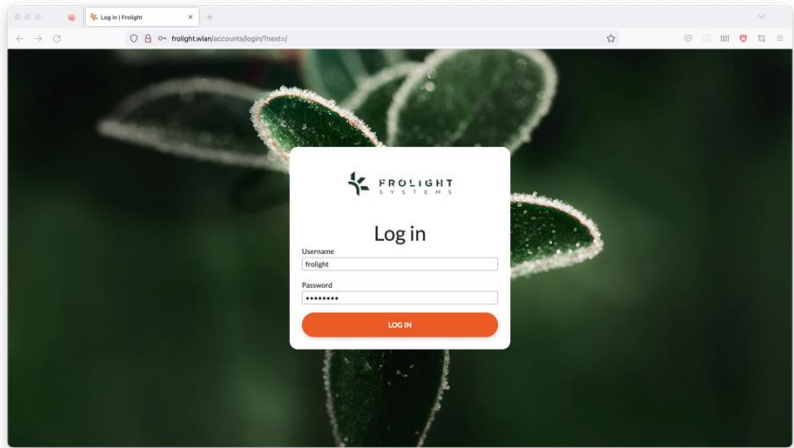 Log in | Frolight
frolight.wlan/accounts/login/?next=/
FROLIGHT
SYSTEMS
Log in
Username
frolight
Password
••••••••
LOG IN